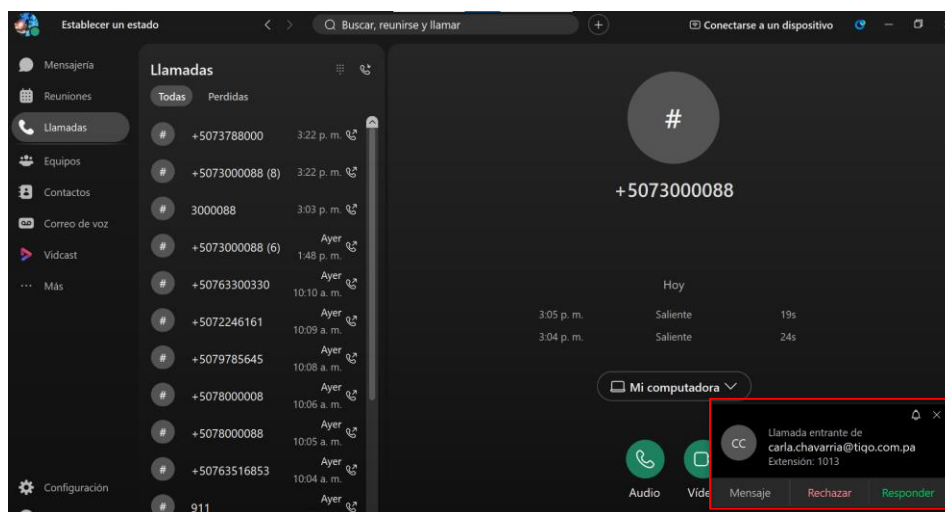 Establecer un estado
Buscar, reunirse y llamar
Conectarse a un dispositivo
Mensajería
Reuniones
Llamadas
Equipos
Contactos
Correo de voz
Vidcast
Más
Configuración
Llamadas
Todas Perdidas
# +5073788000 3:22 p. m.
# +5073000088 (8) 3:22 p. m.
# 3000088 3:03 p. m.
# +5073000088 (6) Ayer
1:48 p. m.
# +50763300330 Ayer
10:10 a. m.
# +5072246161 Ayer
10:09 a. m.
# +5079785645 Ayer
10:08 a. m.
# +5078000008 Ayer
10:06 a. m.
# +5078000088 Ayer
10:05 a. m.
# +50763516853 Ayer
10:04 a. m.
# 911 Ayer
#
+5073000088
Hoy
3:05 p. m. Saliente 19s
3:04 p. m. Saliente 24s
Mi computadora
Audio Víde
CC
Llamada entrante de
carla.chavarria@tigo.com.pa
Extensión: 1013
Mensaje Rechazar Responder